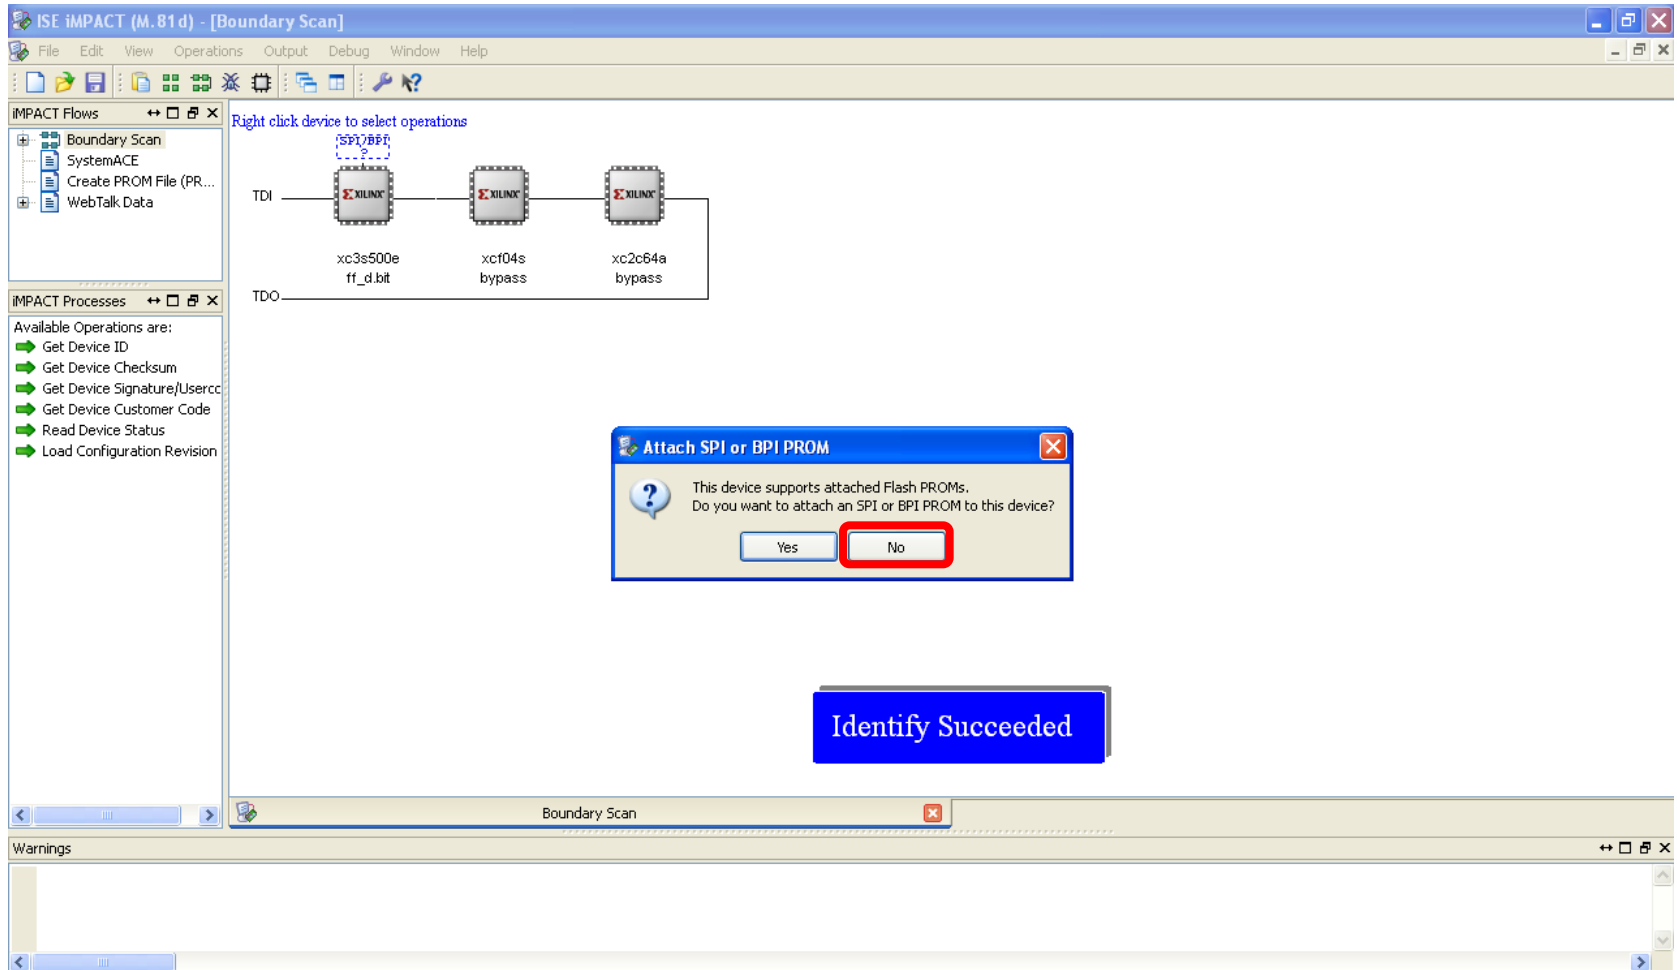 ISE iMPACT (M.81d) - [Boundary Scan]
File Edit View Operations Output Debug Window Help
iMPACT Flows
Boundary Scan
SystemACE
Create PROM File (PR...
WebTalk Data
Right click device to select operations
SPI/BPI
?
TDI
XILINX XILINX XILINX
xc3s500e xcf04s xc2c64a
ff_d.bit bypass bypass
TDO
iMPACT Processes
Available Operations are:
Get Device ID
Get Device Checksum
Get Device Signature/Usercc
Get Device Customer Code
Read Device Status
Load Configuration Revision
Attach SPI or BPI PROM
This device supports attached Flash PROMs.
Do you want to attach an SPI or BPI PROM to this device?
Yes No
Identify Succeeded
Boundary Scan
Warnings